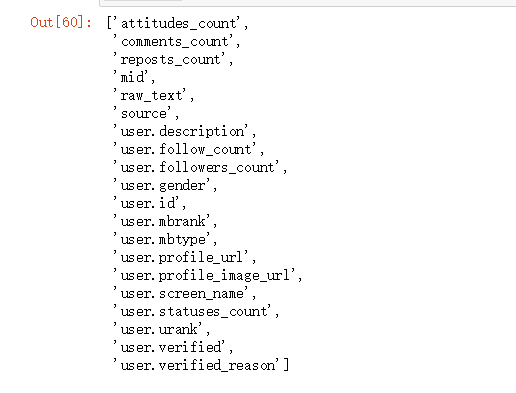 Out[60]: ['attitudes_count',
'comments_count',
'reposts_count',
'mid',
'raw_text',
'source',
'user.description',
'user.follow_count',
'user.followers_count',
'user.gender',
'user.id',
'user.mbrank',
'user.mbtype',
'user.profile_url',
'user.profile_image_url',
'user.screen_name',
'user.statuses_count',
'user.urank',
'user.verified',
'user.verified_reason']